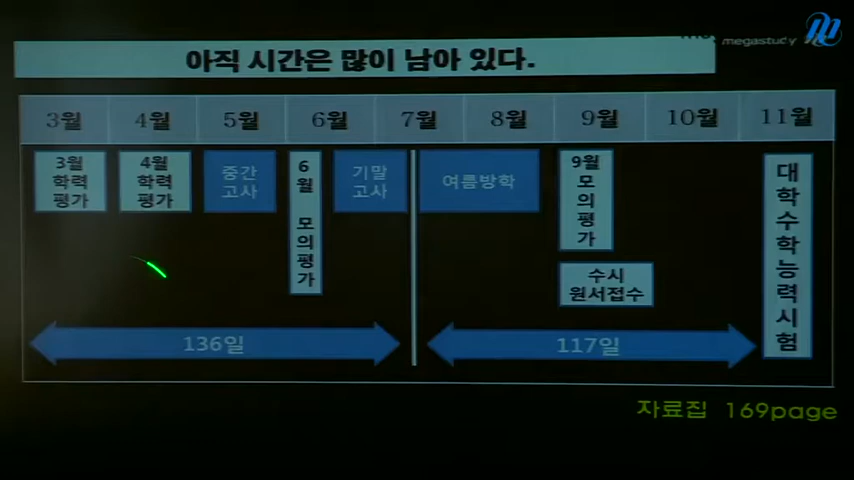 megastudy
아직 시간은 많이 남아 있다.
3월 4월 5월 6월 7월 8월 9월 10월 11월
3월
학력
평가
4월
학력
평가
중간
고사
6월 모의평가
기말
고사
여름방학
9월
모의평가
수시
원서접수
대학수학능력시험
136일
117일
자료집 169page